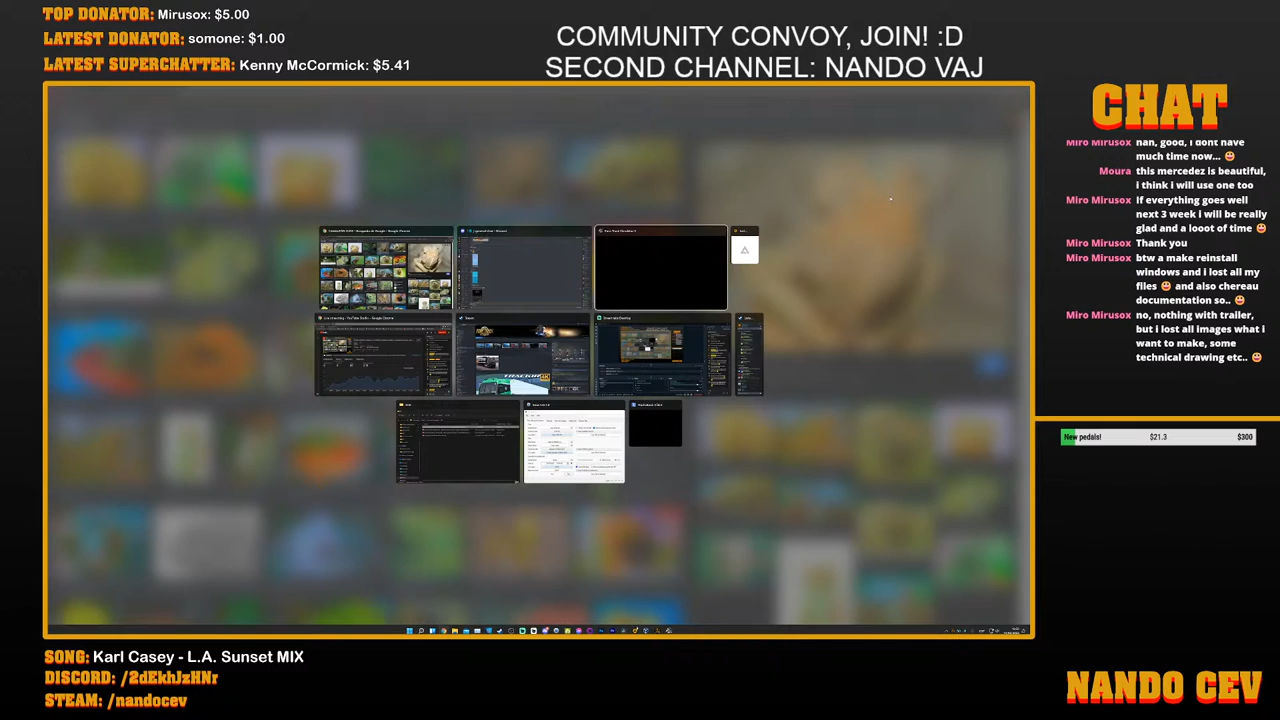 TOP DONATOR: Mirusox: $5.00
LATEST DONATOR: somone: $1.00
LATEST SUPERCHATTER: Kenny McCormick: $5.41
COMMUNITY CONVOY, JOIN! :D
SECOND CHANNEL: NANDO VAJ
CHAT
Miro Mirusox nah, good, i dont have
much time now... 😃
Moura this mercedez is beautiful,
i think i will use one too
Miro Mirusox If everything goes well
next 3 week i will be really
glad and a looot of time 😃
Miro Mirusox Thank you
Miro Mirusox btw a make reinstall
windows and i lost all my
files 😃 and also chereau
documentation so.. 😃
Miro Mirusox no, nothing with trailer,
but i lost all images what i
want to make, some
technical drawing etc.. 😃
New pedals! $21.3 $300
SONG: Karl Casey - L.A. Sunset MIX
DISCORD: /2dEkhJzHNr
STEAM: /nandocev
NANDO CEV